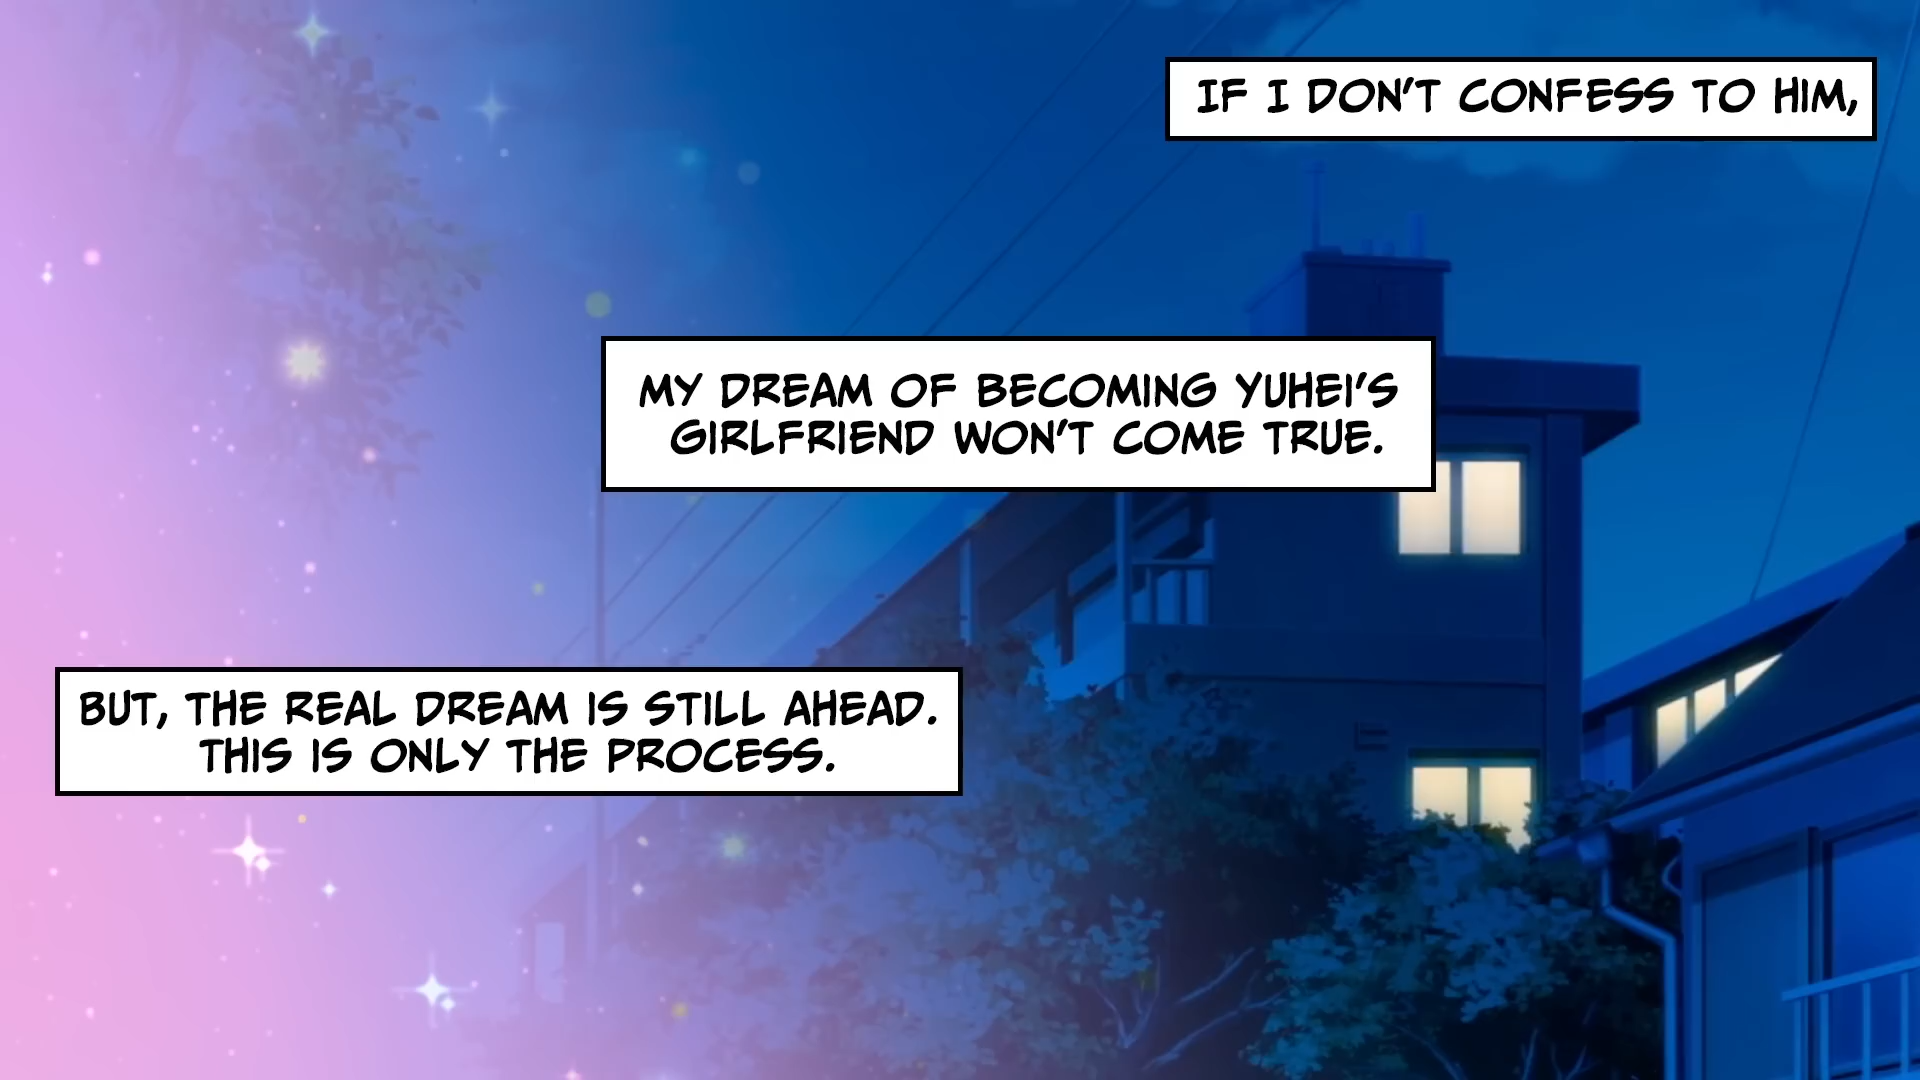 IF I DON'T CONFESS TO HIM,
MY DREAM OF BECOMING YUHEI'S
GIRLFRIEND WON'T COME TRUE.
BUT, THE REAL DREAM IS STILL AHEAD.
THIS IS ONLY THE PROCESS.